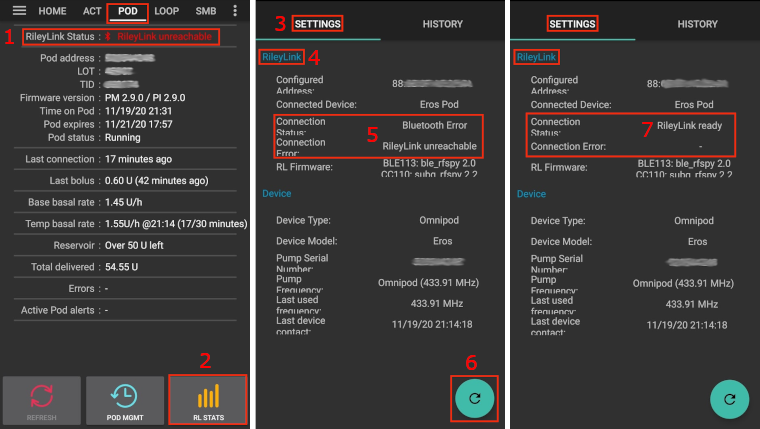 HOME ACT POD LOOP SMB
1 RileyLink Status : RileyLink unreachable
Pod address :
LOT :
TID :
Firmware version : PM 2.9.0 / PI 2.9.0
Time on Pod : 11/19/20 21:31
Pod expires : 11/21/20 17:57
Pod status : Running
Last connection : 17 minutes ago
Last bolus : 0.60 U (42 minutes ago)
Base basal rate : 1.45 U/h
Temp basal rate : 1.55U/h @21:14 (17/30 minutes)
Reservoir : Over 50 U left
Total delivered : 54.55 U
Errors : -
Active Pod alerts : -
2
REFRESH POD MGMT RL STATS
3 SETTINGS HISTORY
RileyLink 4
Configured
Address: 88:
Connected Device: Eros Pod
Connection
Status: 5 Bluetooth Error
Connection
Error: RileyLink unreachable
RL Firmware: BLE113: ble_rfspy 2.0
CC110: subg_rfspy 2.2
Device
Device Type: Omnipod
Device Model: Eros
Pump Serial
Number:
Pump
Frequency: Omnipod (433.91 MHz)
Last used
frequency: 433.91 MHz
Last device
contact: 11/19/20 21:14:18
6
SETTINGS HISTORY
RileyLink
Configured
Address: 88:
Connected Device: Eros Pod
Connection
Status: 7 RileyLink ready
Connection Error: -
RL Firmware: BLE113: ble_rfspy 2.0
CC110: subg_rfspy 2.2
Device
Device Type: Omnipod
Device Model: Eros
Pump Serial
Number:
Pump
Frequency: Omnipod (433.91 MHz)
Last used
frequency: 433.91 MHz
Last device
contact: 11/19/20 21:14:18